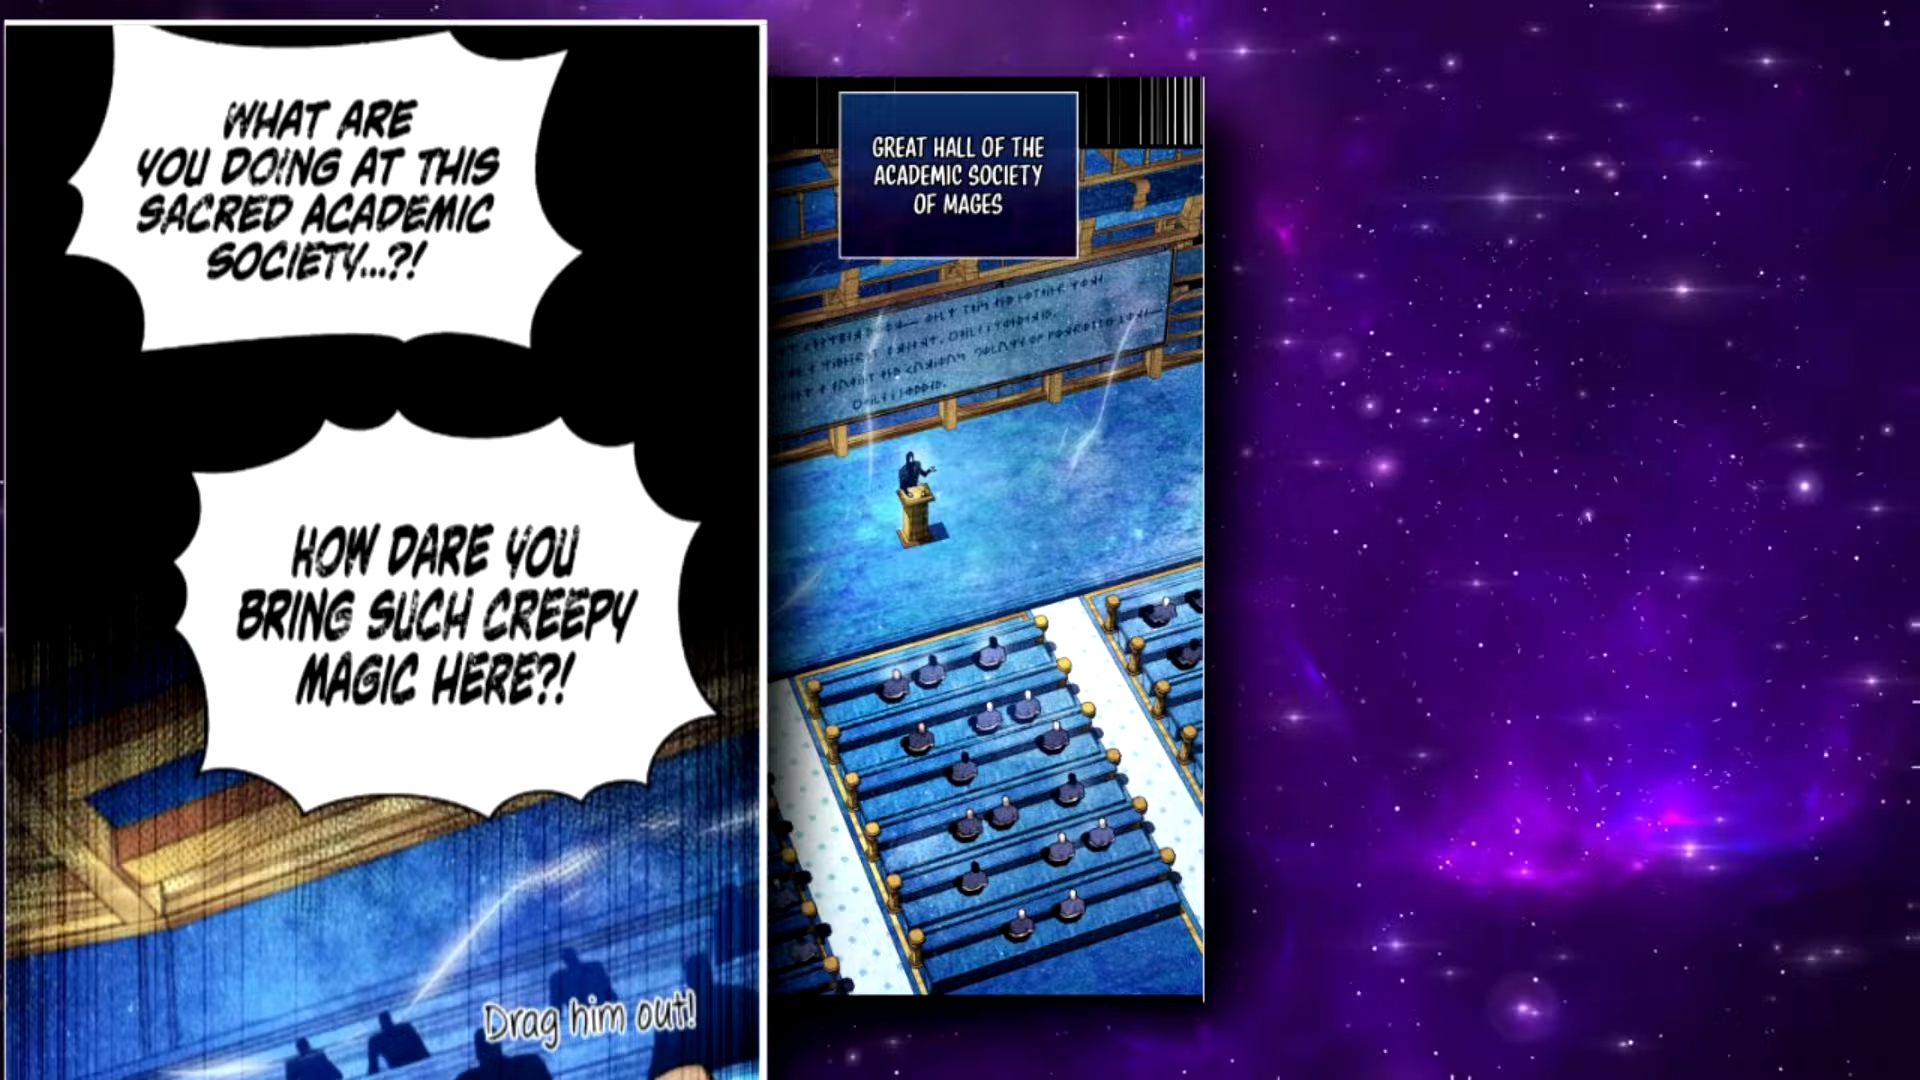 WHAT ARE
YOU DOING AT THIS
SACRED ACADEMIC
SOCIETY...?!
HOW DARE YOU
BRING SUCH CREEPY
MAGIC HERE?!
Drag him out!
GREAT HALL OF THE
ACADEMIC SOCIETY
OF MAGES